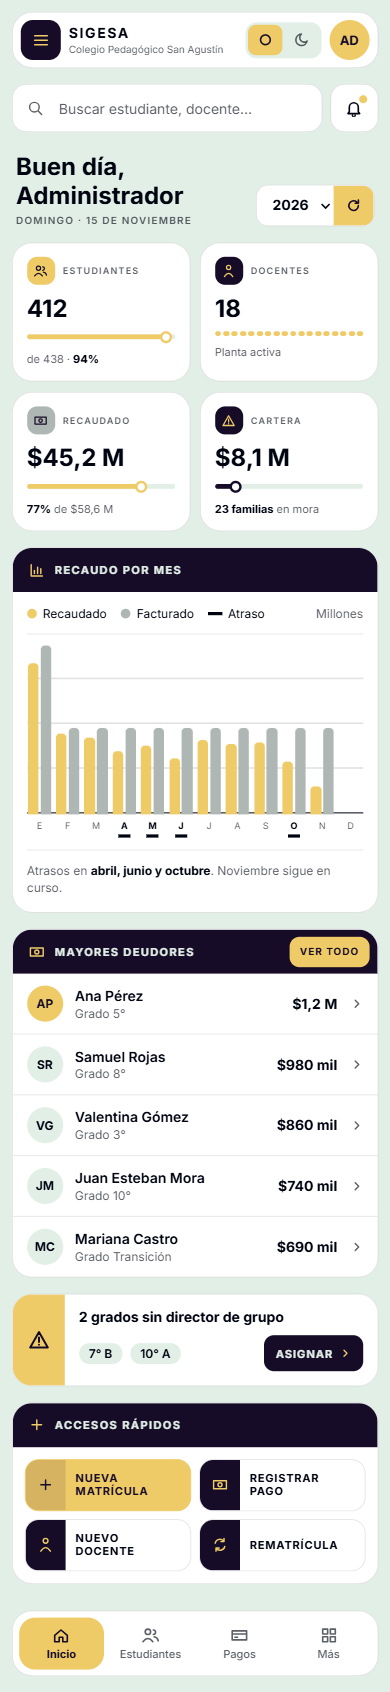 SIGESA
Colegio Pedagógico San Agustín
AD
Buscar estudiante, docente...
Buen día,
Administrador
DOMINGO · 15 DE NOVIEMBRE
2026
ESTUDIANTES
412
de 438 · 94%
DOCENTES
18
Planta activa
RECAUDADO
$45,2 M
77% de $58,6 M
CARTERA
$8,1 M
23 familias en mora
RECAUDO POR MES
Recaudado Facturado Atraso Millones
E F M A M J J A S O N D
Atrasos en abril, junio y octubre. Noviembre sigue en
curso.
MAYORES DEUDORES VER TODO
AP
Ana Pérez
Grado 5°
$1,2 M
SR
Samuel Rojas
Grado 8°
$980 mil
VG
Valentina Gómez
Grado 3°
$860 mil
JM
Juan Esteban Mora
Grado 10°
$740 mil
MC
Mariana Castro
Grado Transición
$690 mil
2 grados sin director de grupo
7° B 10° A ASIGNAR
ACCESOS RÁPIDOS
NUEVA
MATRÍCULA
REGISTRAR
PAGO
NUEVO
DOCENTE
REMATRÍCULA
Inicio Estudiantes Pagos Más